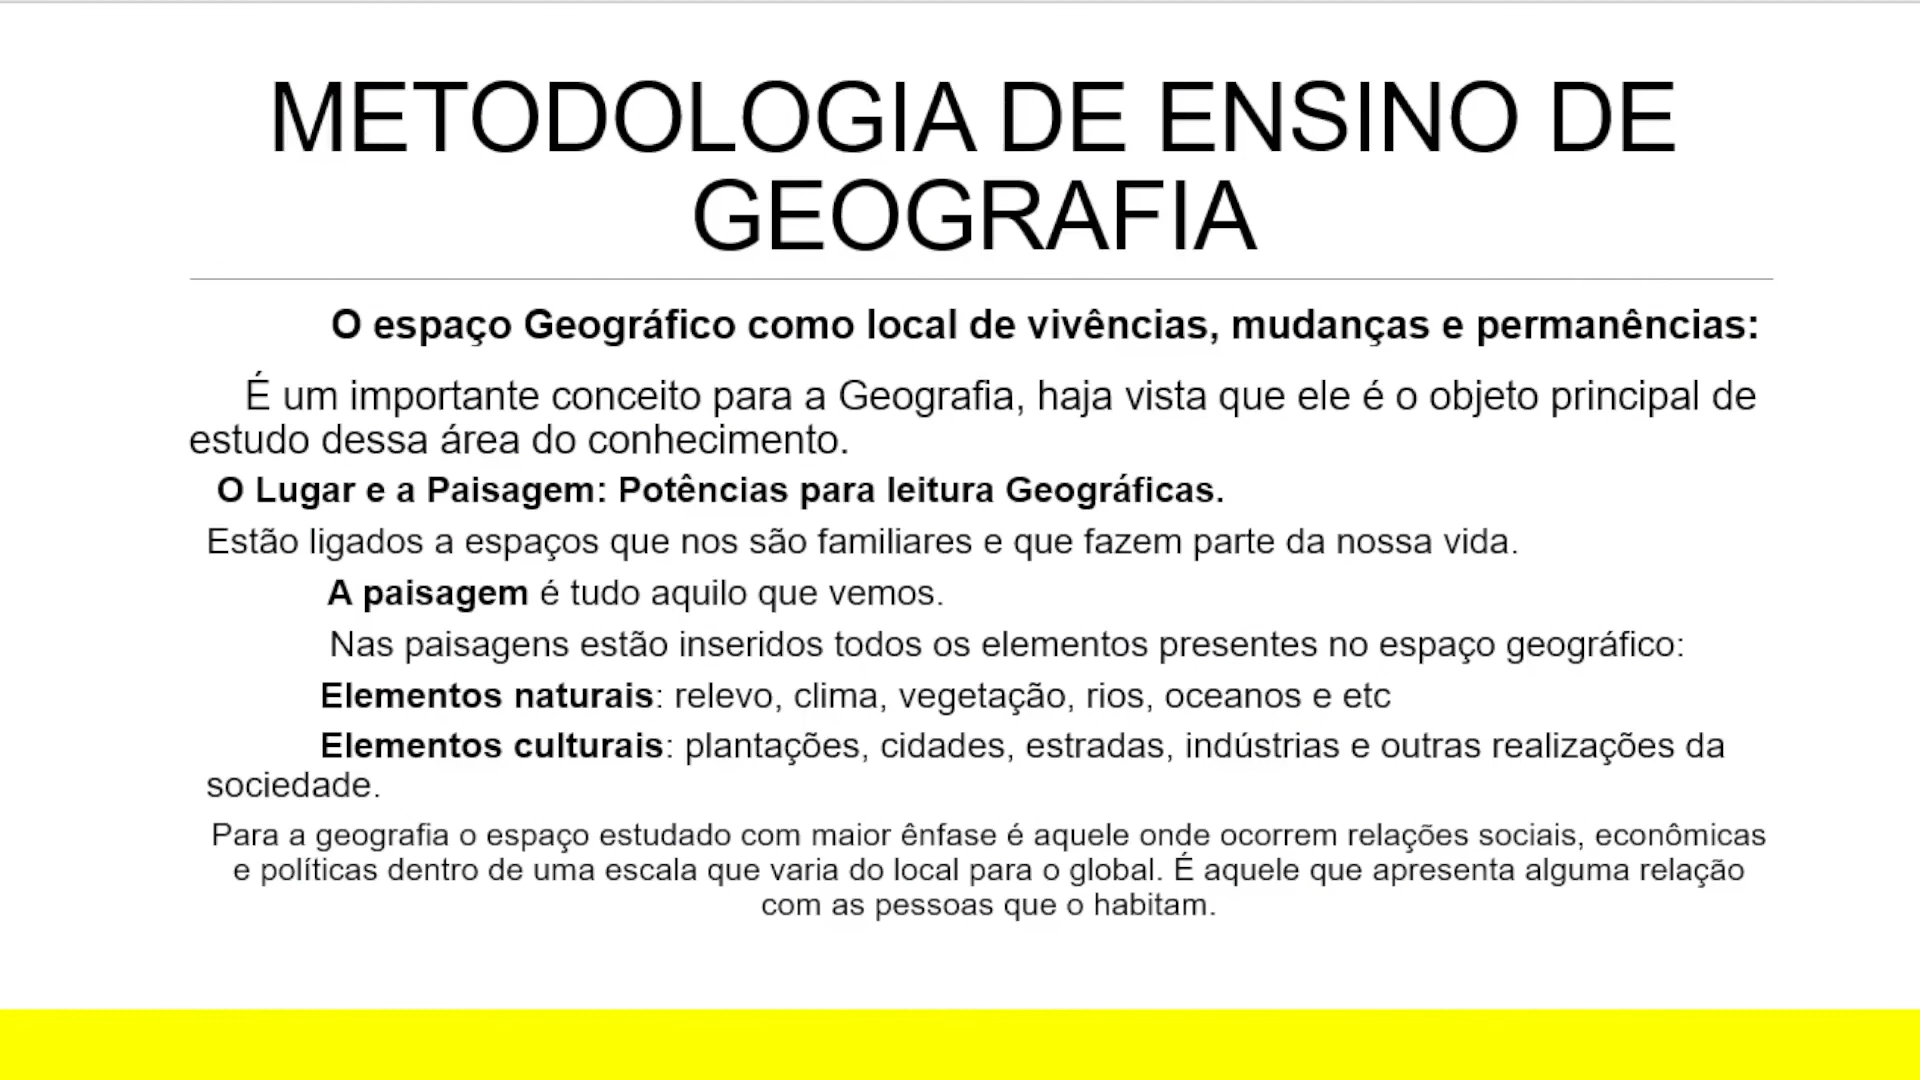 METODOLOGIA DE ENSINO DE
GEOGRAFIA
O espaço Geográfico como local de vivências, mudanças e permanências:
É um importante conceito para a Geografia, haja vista que ele é o objeto principal de
estudo dessa área do conhecimento.
O Lugar e a Paisagem: Potências para leitura Geográficas.
Estão ligados a espaços que nos são familiares e que fazem parte da nossa vida.
A paisagem é tudo aquilo que vemos.
Nas paisagens estão inseridos todos os elementos presentes no espaço geográfico:
Elementos naturais: relevo, clima, vegetação, rios, oceanos e etc
Elementos culturais: plantações, cidades, estradas, indústrias e outras realizações da
sociedade.
Para a geografia o espaço estudado com maior ênfase é aquele onde ocorrem relações sociais, econômicas
e políticas dentro de uma escala que varia do local para o global. É aquele que apresenta alguma relação
com as pessoas que o habitam.